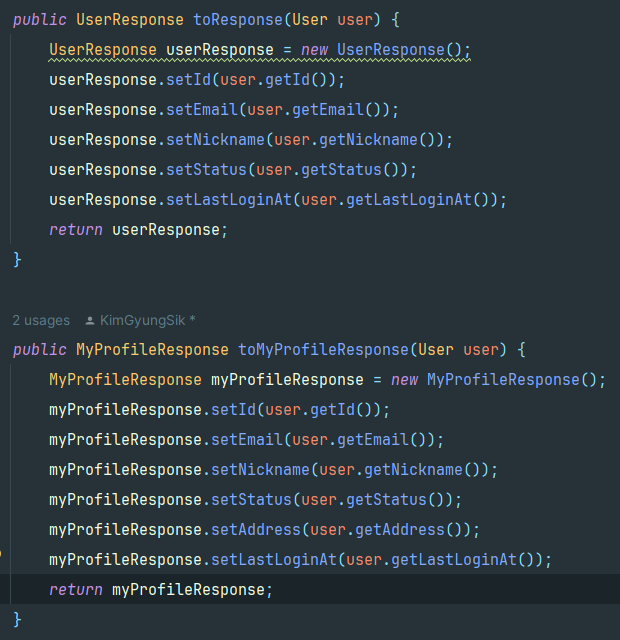 public UserResponse toResponse(User user) {
UserResponse userResponse = new UserResponse();
userResponse.setId(user.getId());
userResponse.setEmail(user.getEmail());
userResponse.setNickname(user.getNickname());
userResponse.setStatus(user.getStatus());
userResponse.setLastLoginAt(user.getLastLoginAt());
return userResponse;
}
2 usages KimGyungSik *
public MyProfileResponse toMyProfileResponse(User user) {
MyProfileResponse myProfileResponse = new MyProfileResponse();
myProfileResponse.setId(user.getId());
myProfileResponse.setEmail(user.getEmail());
myProfileResponse.setNickname(user.getNickname());
myProfileResponse.setStatus(user.getStatus());
myProfileResponse.setAddress(user.getAddress());
myProfileResponse.setLastLoginAt(user.getLastLoginAt());
return myProfileResponse;
}